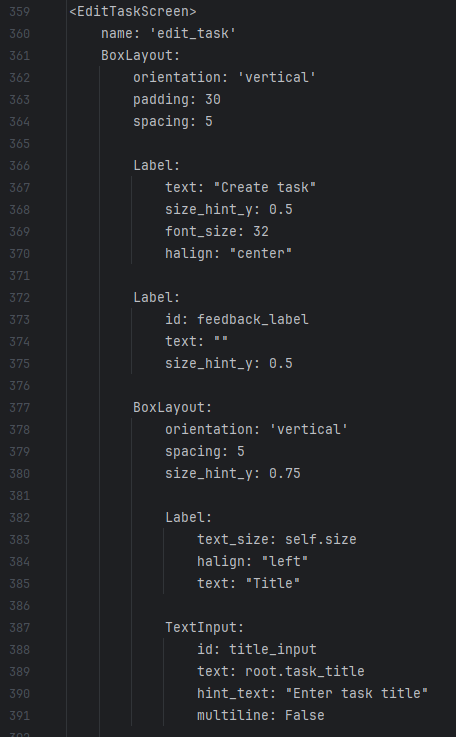 359 <EditTaskScreen>
360     name: 'edit_task'
361     BoxLayout:
362         orientation: 'vertical'
363         padding: 30
364         spacing: 5
365
366         Label:
367             text: "Create task"
368             size_hint_y: 0.5
369             font_size: 32
370             halign: "center"
371
372         Label:
373             id: feedback_label
374             text: ""
375             size_hint_y: 0.5
376
377         BoxLayout:
378             orientation: 'vertical'
379             spacing: 5
380             size_hint_y: 0.75
381
382             Label:
383                 text_size: self.size
384                 halign: "left"
385                 text: "Title"
386
387             TextInput:
388                 id: title_input
389                 text: root.task_title
390                 hint_text: "Enter task title"
391                 multiline: False